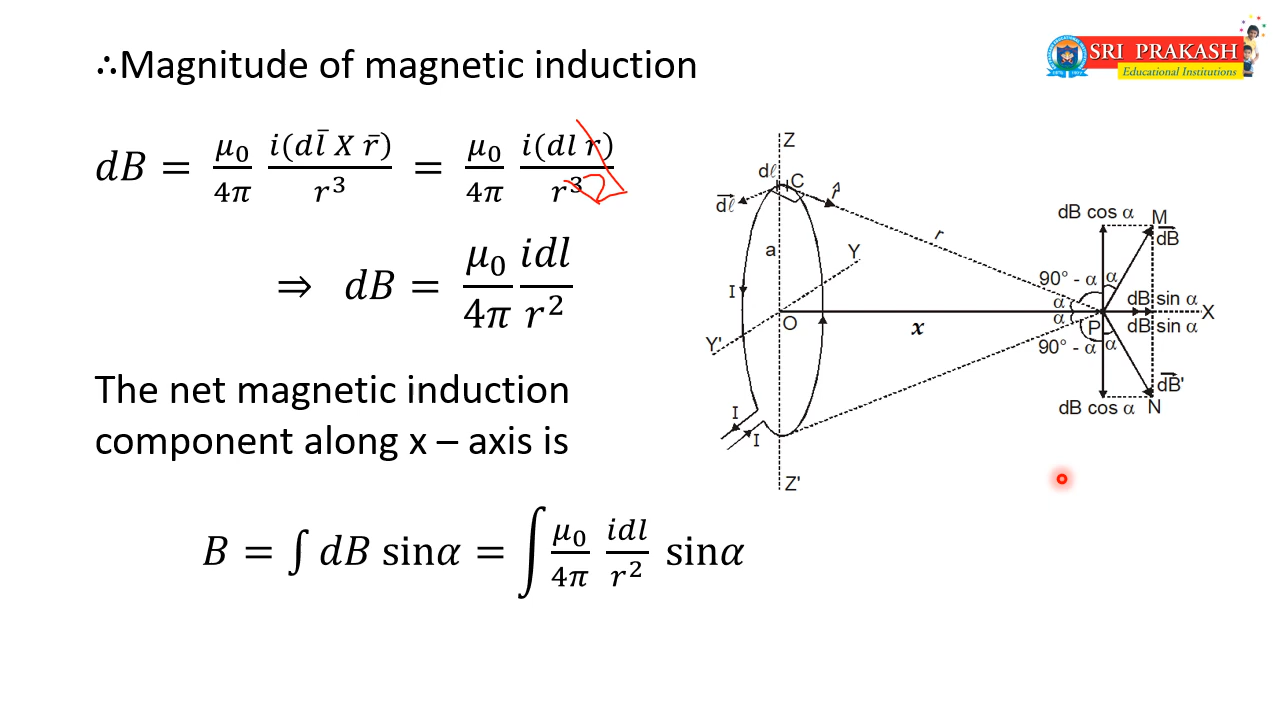 ∴Magnitude of magnetic induction
SRI PRAKASH
Educational Institutions
dB = μ₀/4π i(dl̄ X r̄)/r³ = μ₀/4π i(dl r)/r³ 2
⇒ dB = μ₀/4π idl/r²
The net magnetic induction
component along x – axis is
B = ∫ dB sinα = ∫ μ₀/4π idl/r² sinα
Z
dℓ C r̂
dℓ⃗
a
r
Y
I
O
x
Y'
I
I
Z'
dB cos α M
dB⃗
90° - α α
α dB sin α
X
α P dB sin α
90° - α α
dB⃗'
dB cos α N